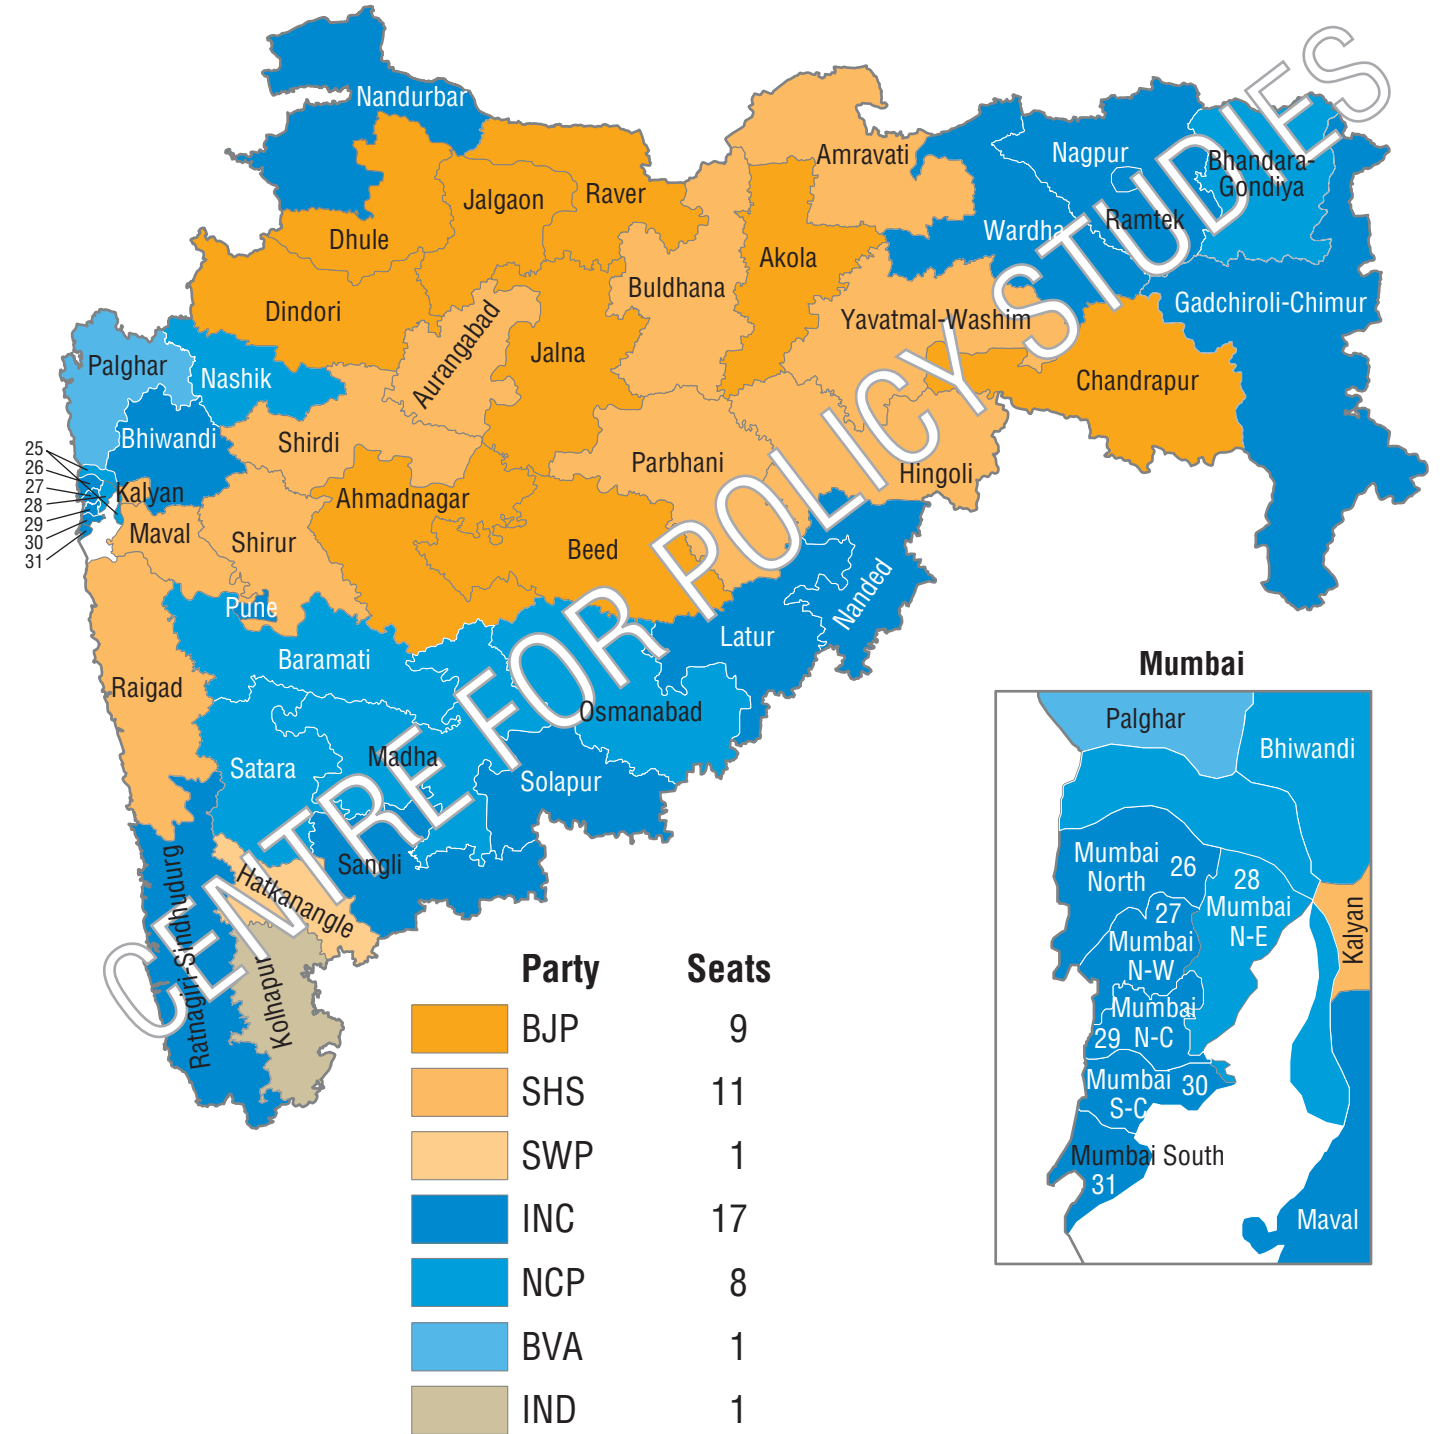 Nandurbar
Amravati
Nagpur
Bhandara-
Gondiya
Jalgaon
Raver
Ramtek
Dhule
Wardha
Akola
Dindori
Buldhana
Gadchiroli-Chimur
Aurangabad
Yavatmal-Washim
Jalna
Palghar
Nashik
Chandrapur
Bhiwandi
Shirdi
Parbhani
Hingoli
25
26
27
28
29
30
31
Kalyan
Ahmadnagar
Maval
Shirur
Beed
Pune
Nanded
Latur
Baramati
Raigad
Osmanabad
Madha
Satara
Solapur
Sangli
Hatkanangle
Ratnagiri-Sindhudurg
Kolhapur
CENTRE FOR POLICY STUDIES
Mumbai
Palghar
Bhiwandi
Mumbai
North
26
28
Mumbai
N-E
Kalyan
27
Mumbai
N-W
Mumbai
29 N-C
Mumbai 30
S-C
Mumbai South
31
Maval
Party Seats
BJP 9
SHS 11
SWP 1
INC 17
NCP 8
BVA 1
IND 1